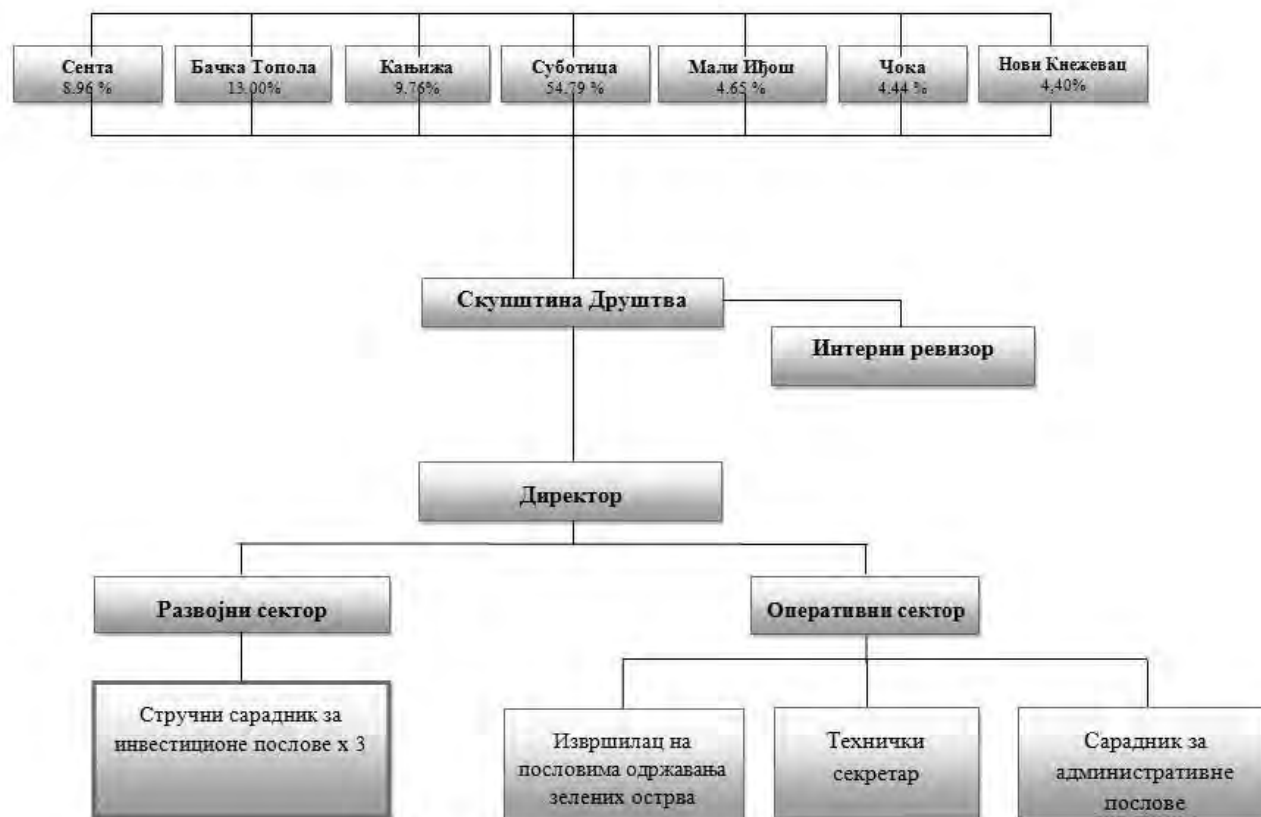 Сента
8.96 %
Бачка Топола
13.00%
Кањижа
9.76%
Суботица
54.79 %
Мали Иђош
4.65 %
Чока
4.44 %
Нови Кнежевац
4,40%
Скупштина Друштва
Интерни ревизор
Директор
Развојни сектор
Оперативни сектор
Стручни сарадник за
инвестиционе послове х 3
Извршилац на
пословима одржавања
зелених острва
Технички
секретар
Сарадник за
административне
послове